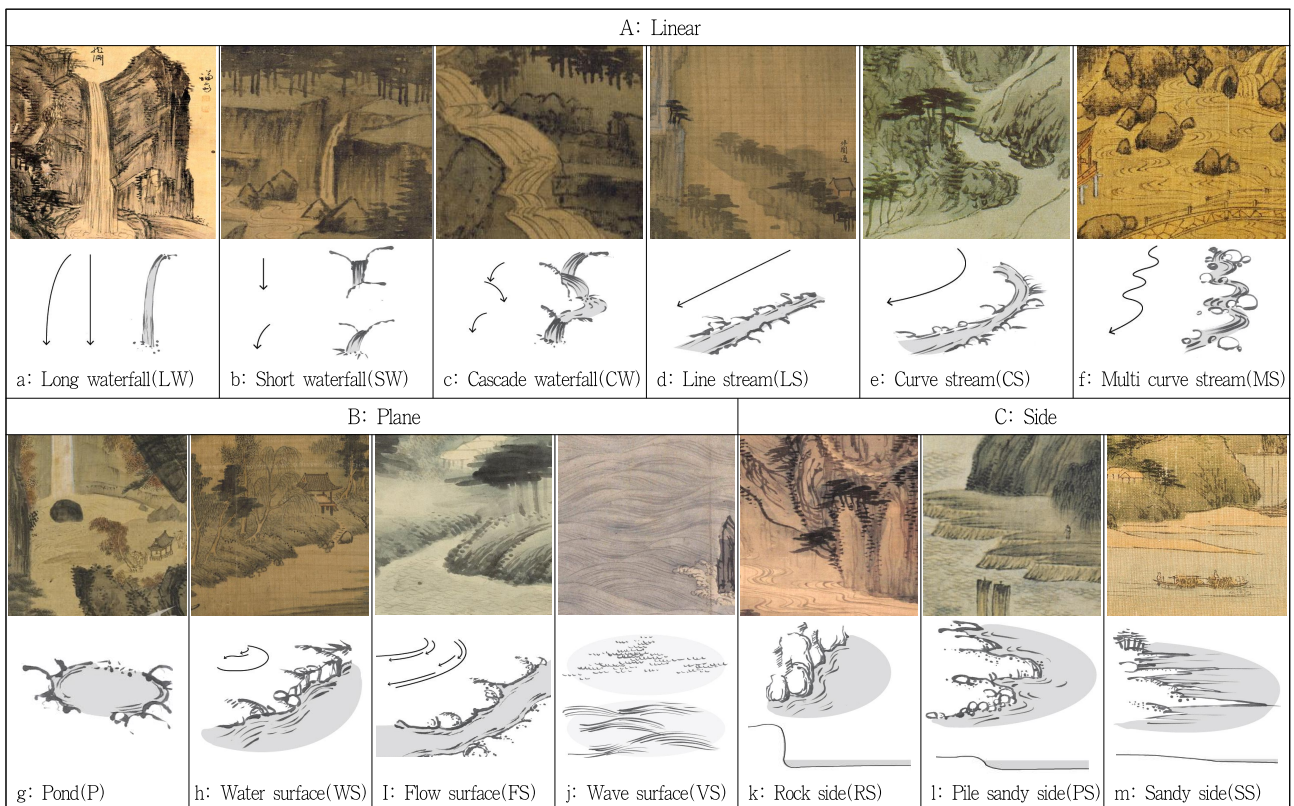 A: Linear
a: Long waterfall(LW)
b: Short waterfall(SW)
c: Cascade waterfall(CW)
d: Line stream(LS)
e: Curve stream(CS)
f: Multi curve stream(MS)
B: Plane
C: Side
g: Pond(P)
h: Water surface(WS)
I: Flow surface(FS)
j: Wave surface(VS)
k: Rock side(RS)
l: Pile sandy side(PS)
m: Sandy side(SS)